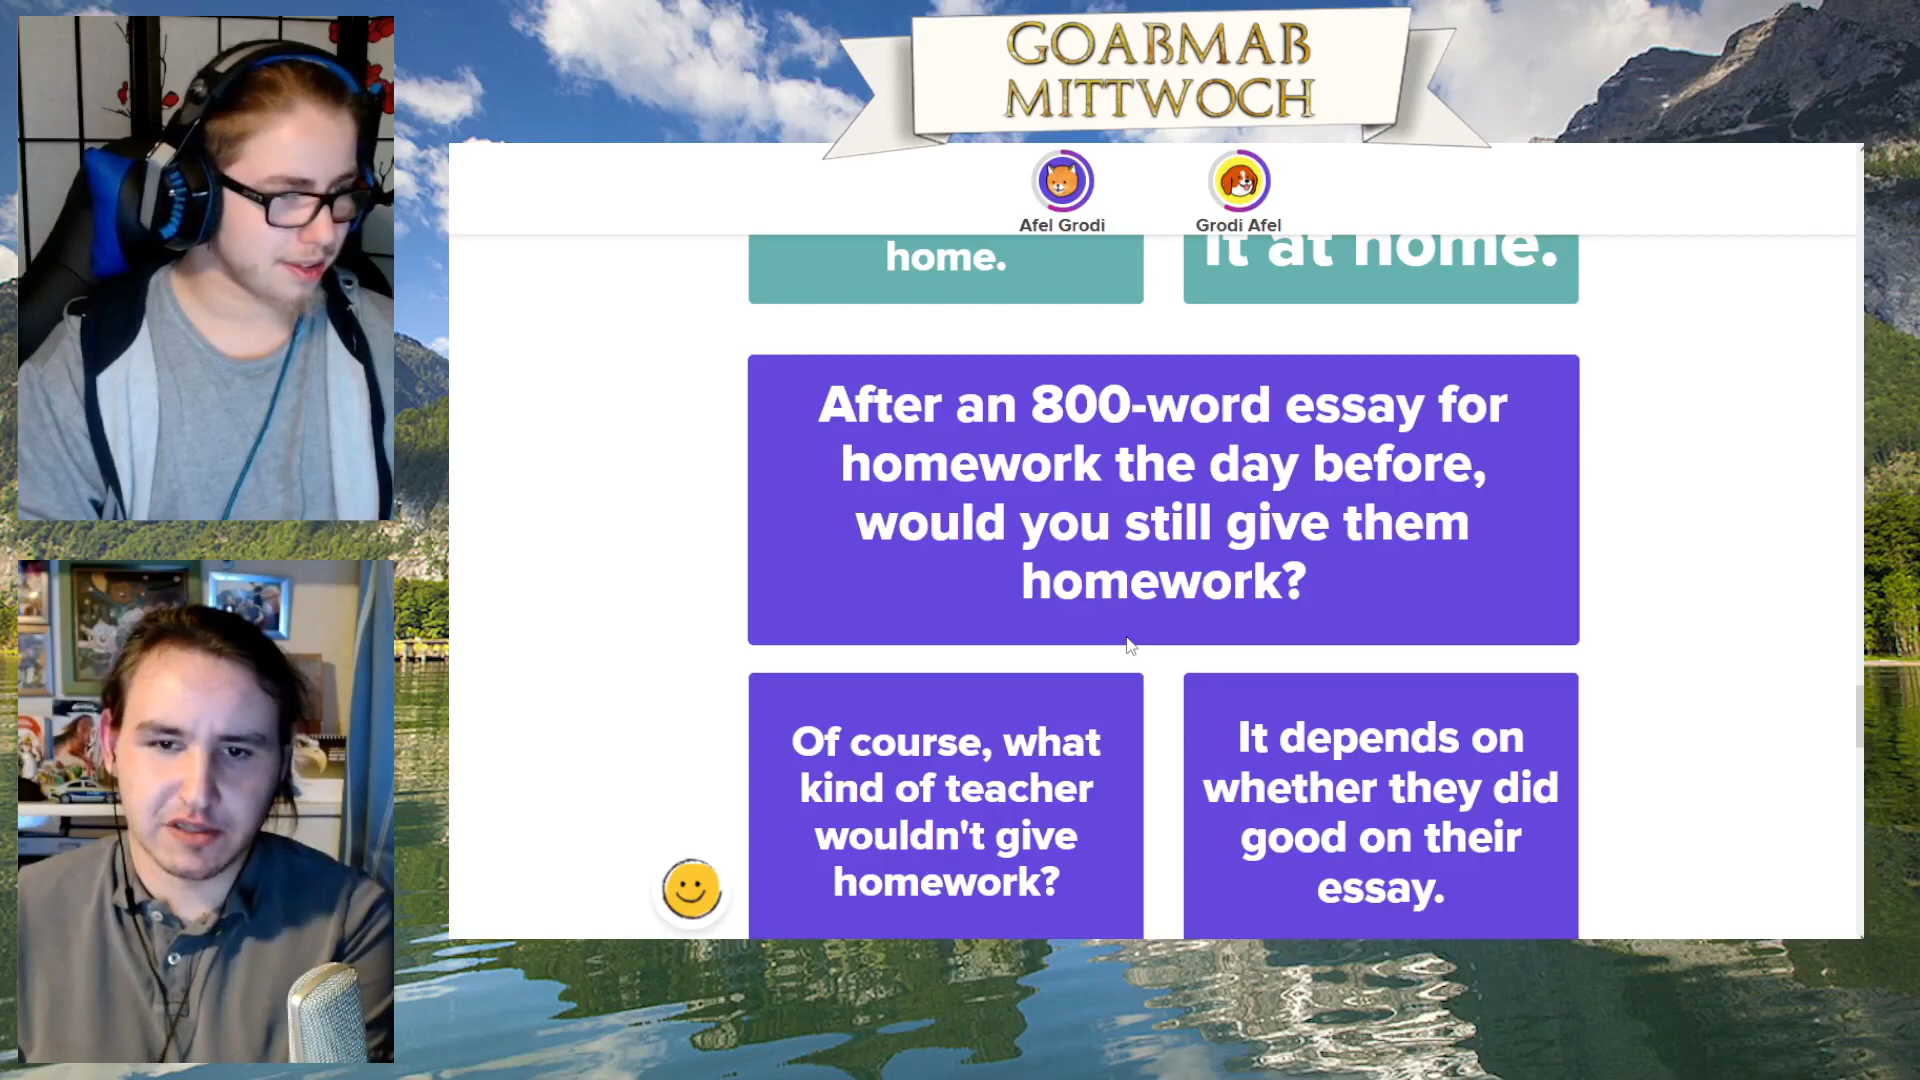 GOABMAB
MITTWOCH
Afel Grodi
Grodi Afel
home.
it at home.
After an 800-word essay for
homework the day before,
would you still give them
homework?
Of course, what
kind of teacher
wouldn't give
homework?
It depends on
whether they did
good on their
essay.